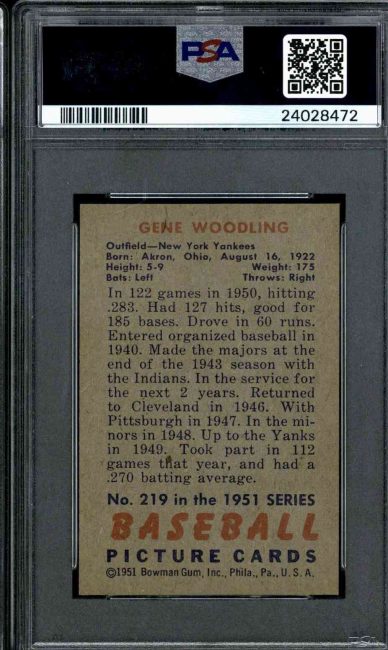 PSA
24028472
GENE WOODLING
Outfield—New York Yankees
Born: Akron, Ohio, August 16, 1922
Height: 5-9 Weight: 175
Bats: Left Throws: Right
In 122 games in 1950, hitting
.283. Had 127 hits, good for
185 bases. Drove in 60 runs.
Entered organized baseball in
1940. Made the majors at the
end of the 1943 season with
the Indians. In the service for
the next 2 years. Returned
to Cleveland in 1946. With
Pittsburgh in 1947. In the mi-
nors in 1948. Up to the Yanks
in 1949. Took part in 112
games that year, and had a
.270 batting average.
No. 219 in the 1951 SERIES
BASEBALL
PICTURE CARDS
©1951 Bowman Gum, Inc., Phila., Pa., U. S. A.
PSA